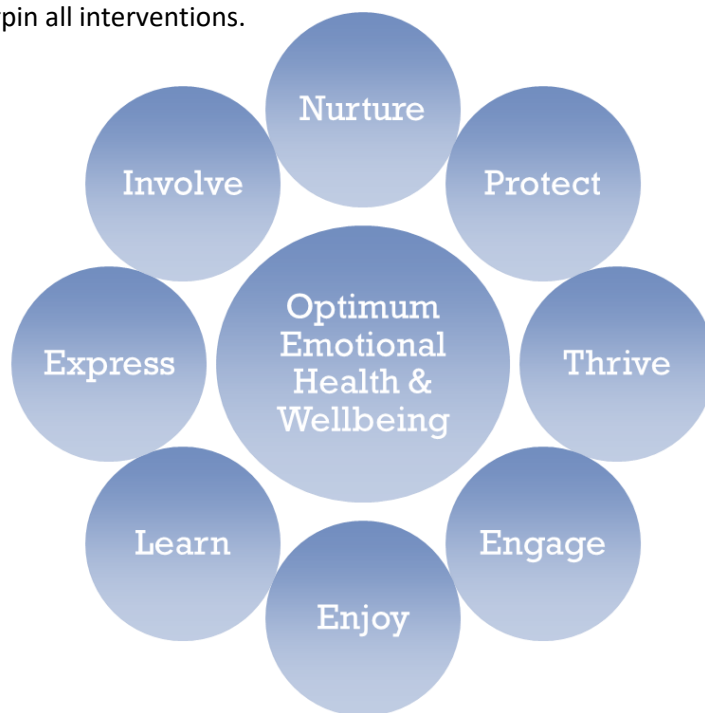 pin all interventions.
Nurture
Protect
Thrive
Engage
Enjoy
Learn
Express
Involve
Optimum
Emotional
Health &
Wellbeing